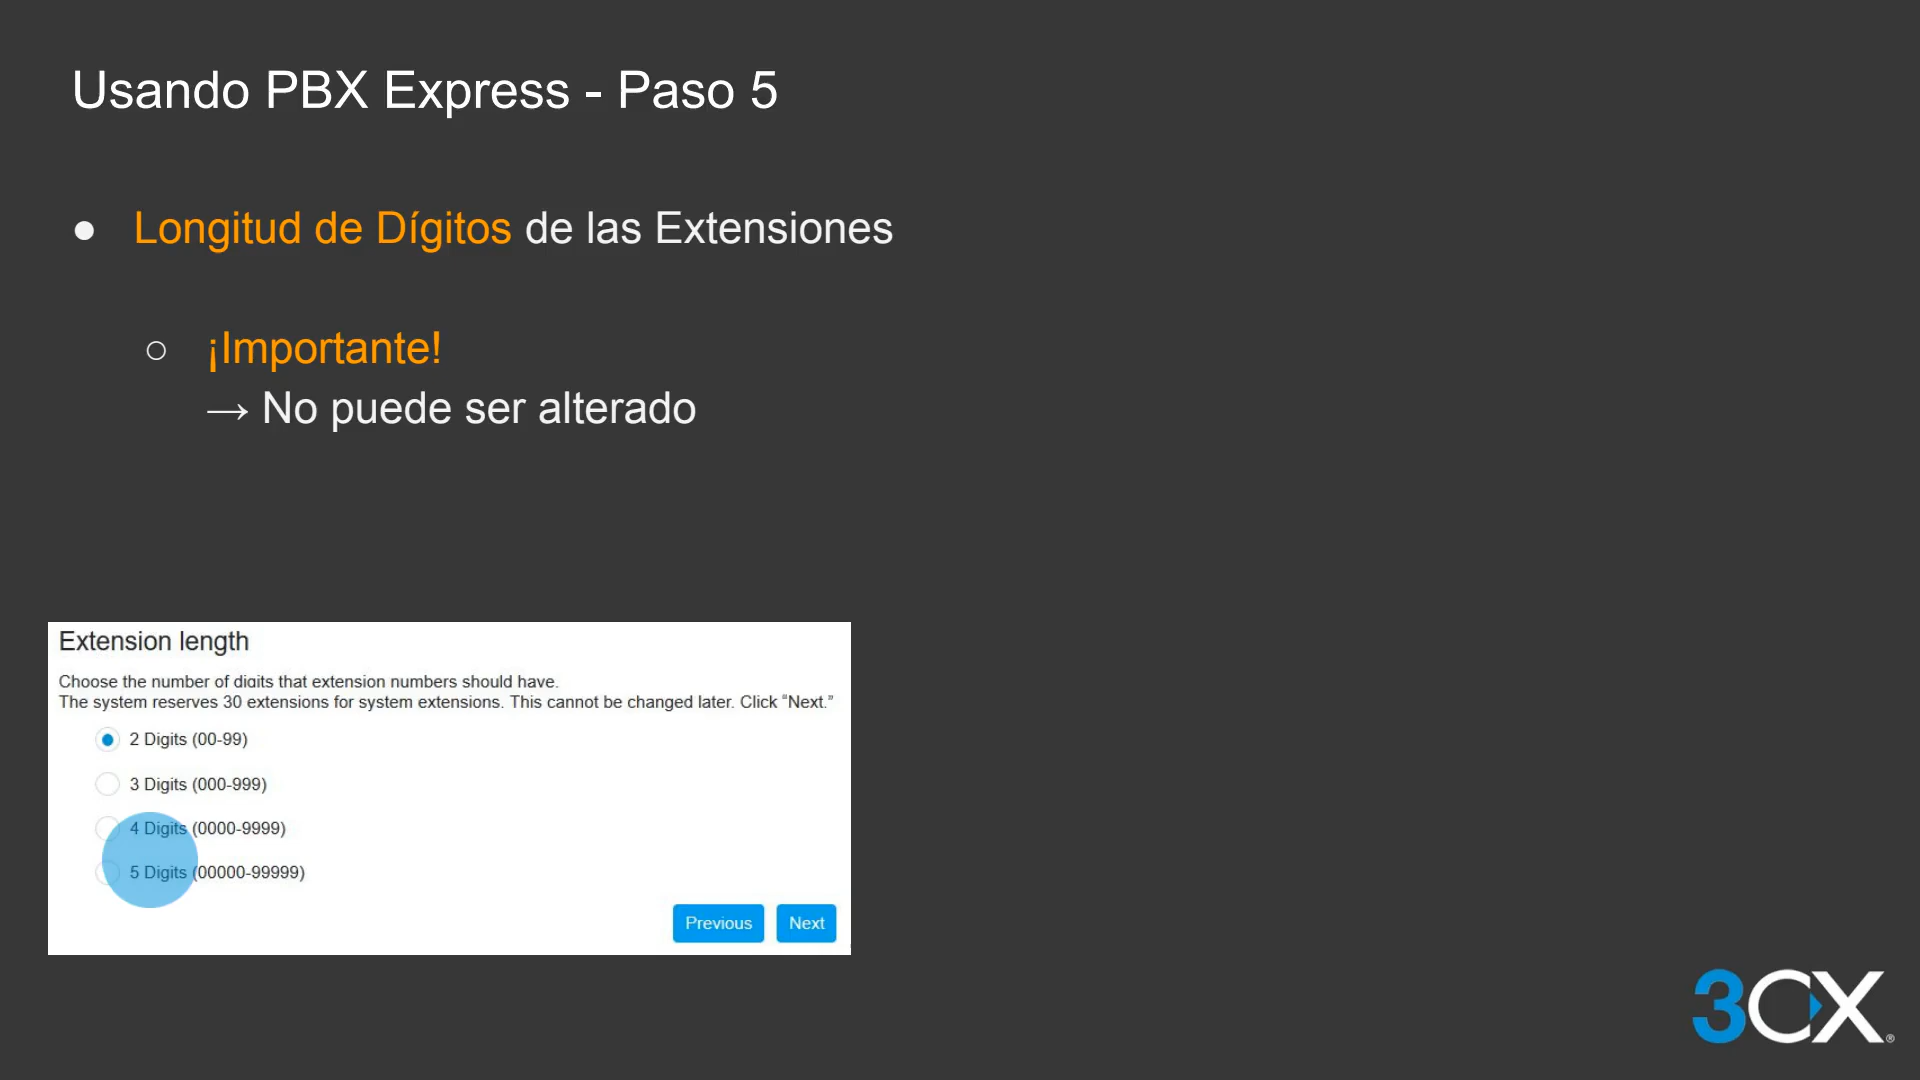 Usando PBX Express - Paso 5
● Longitud de Dígitos de las Extensiones
○ ¡Importante!
→ No puede ser alterado
Extension length
Choose the number of digits that extension numbers should have.
The system reserves 30 extensions for system extensions. This cannot be changed later. Click “Next.”
2 Digits (00-99)
3 Digits (000-999)
4 Digits (0000-9999)
5 Digits (00000-99999)
Previous Next
3CX®